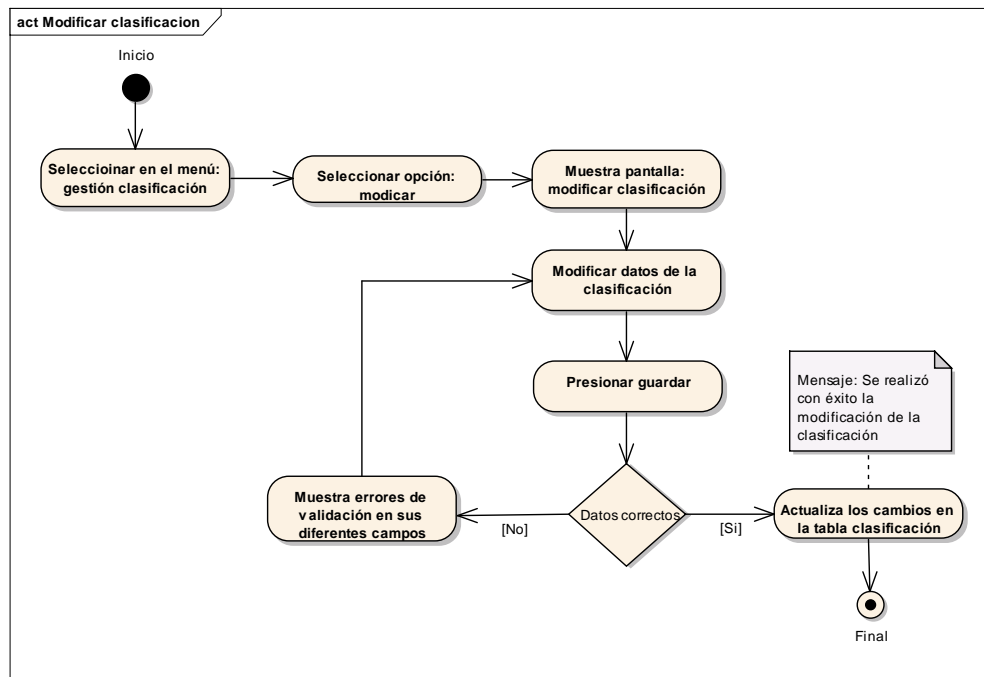 act Modificar clasificacion
Inicio
Seleccioinar en el menú:
gestión clasificación
Seleccionar opción:
modicar
Muestra pantalla:
modificar clasificación
Modificar datos de la
clasificación
Presionar guardar
Mensaje: Se realizó
con éxito la
modificación de la
clasificación
Muestra errores de
validación en sus
diferentes campos
[No]
Datos correctos
[Si]
Actualiza los cambios en
la tabla clasificación
Final